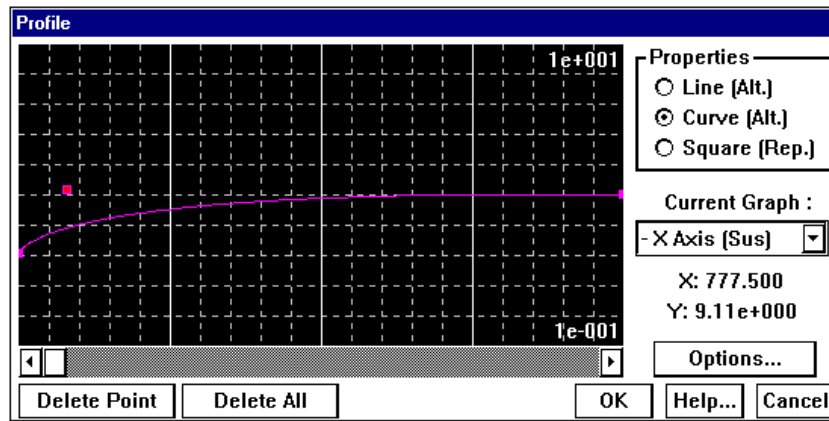 Profile
1e+001
1e-001
Properties
Line (Alt.)
Curve (Alt.)
Square (Rep.)
Current Graph :
- X Axis (Sus)
X: 777.500
Y: 9.11e+000
Options...
Delete Point
Delete All
OK
Help...
Cancel